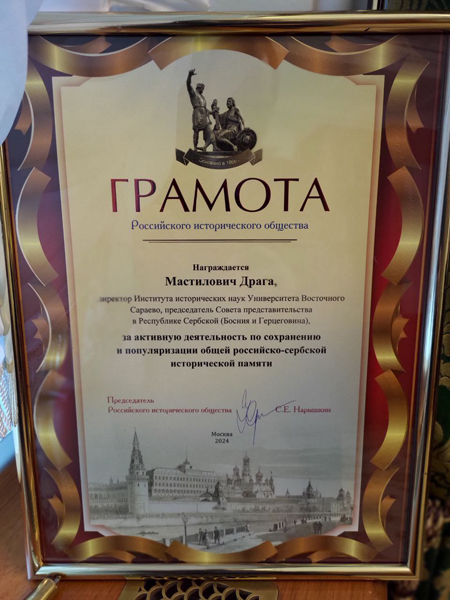 Основано в 1866
ГРАМОТА
Российского исторического общества
Награждается
Мастилович Драга,
директор Института исторических наук Университета Восточного
Сараево, председатель Совета представительства
в Республике Сербской (Босния и Герцеговина),
за активную деятельность по сохранению
и популяризации общей российско-сербской
исторической памяти
Председатель
Российского исторического общества
С.Е. Нарышкин
Москва
2024